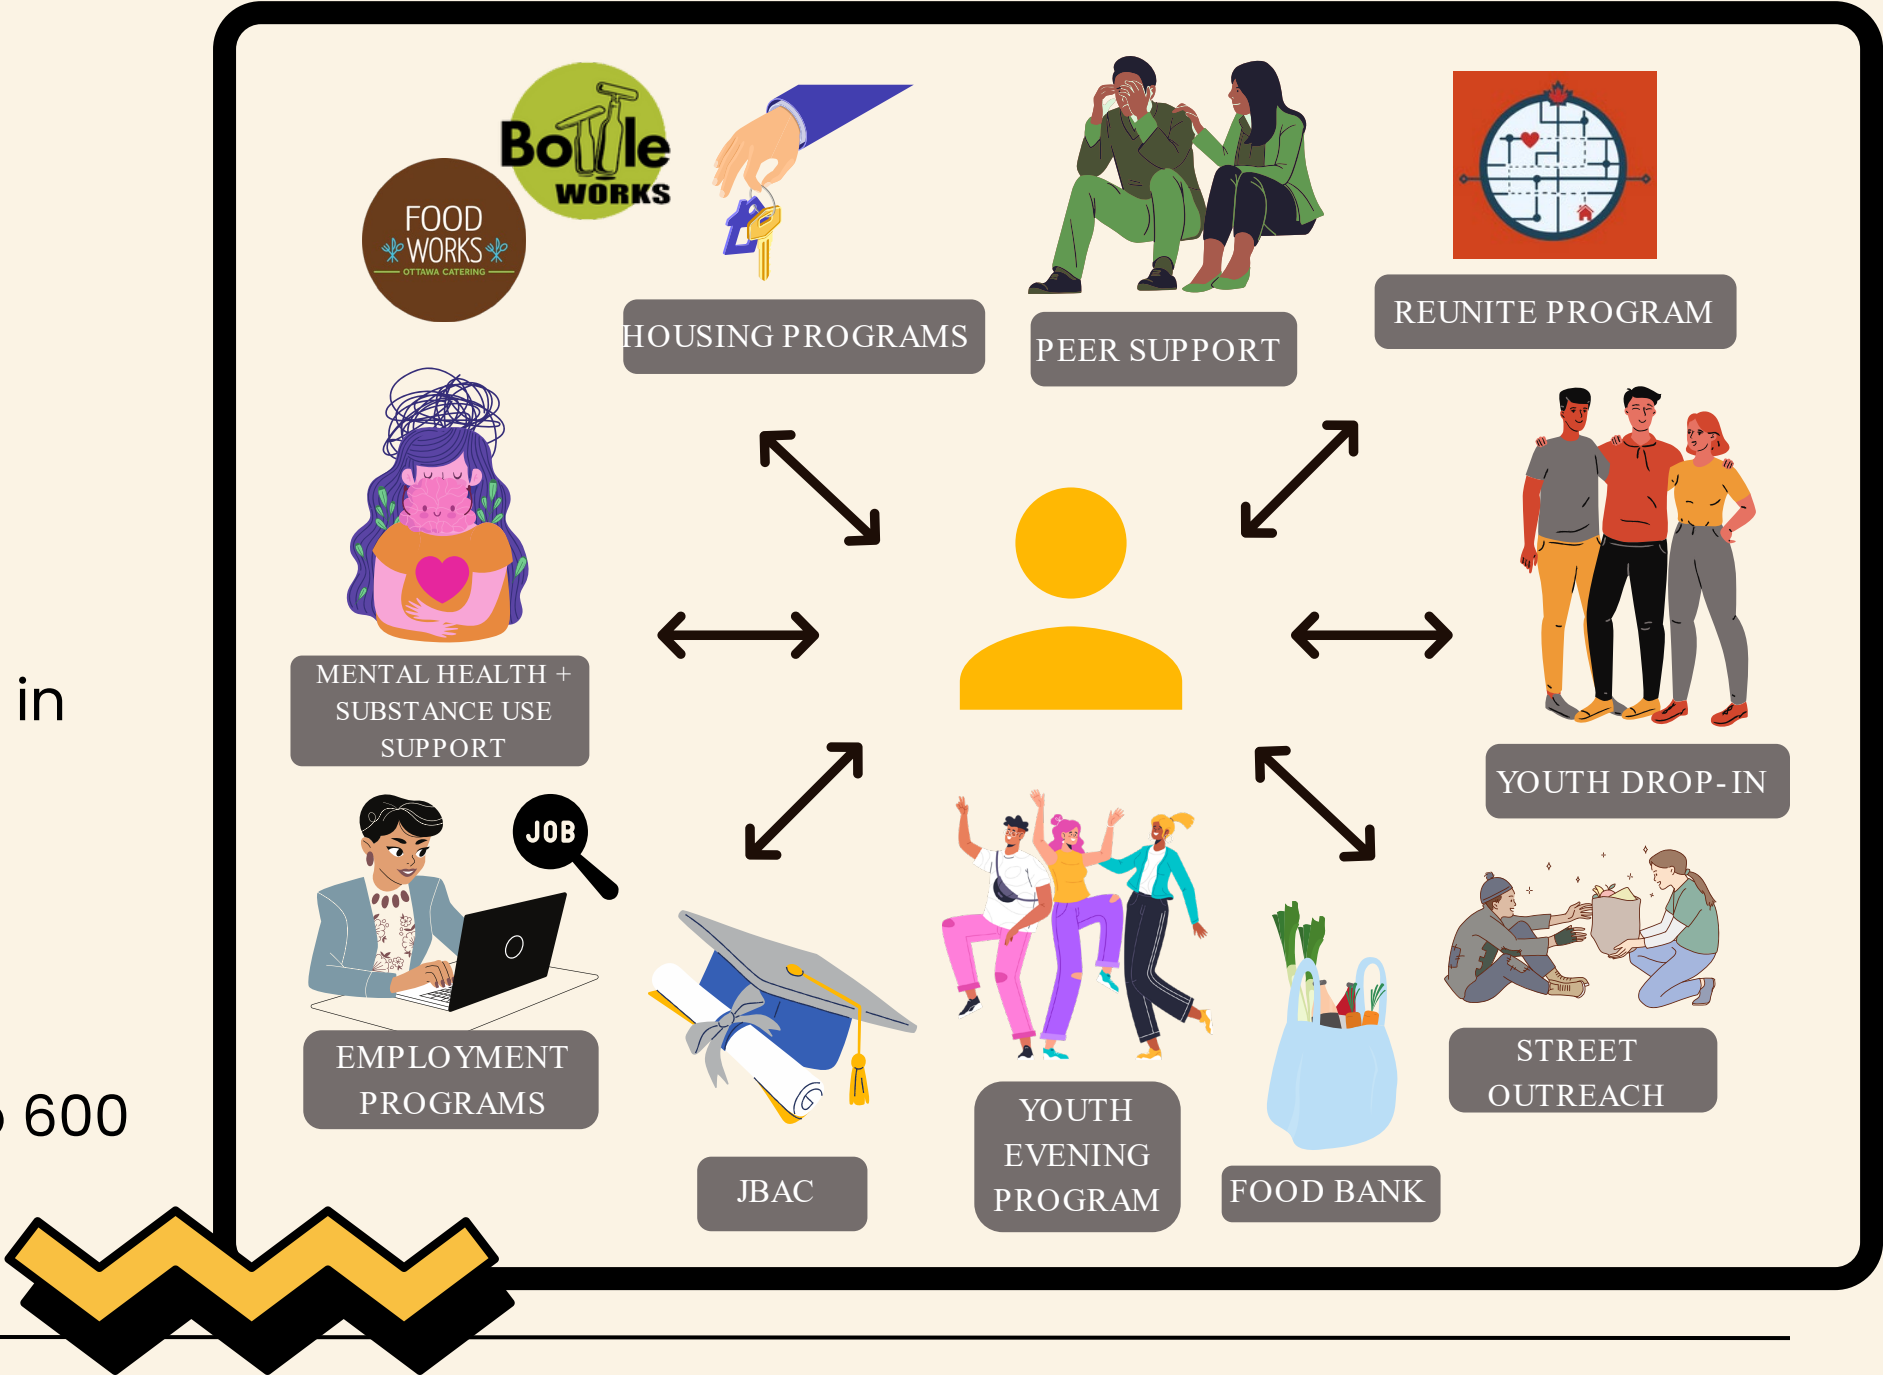 Bottle
WORKS
FOOD
WORKS
OTTAWA CATERING
HOUSING PROGRAMS
PEER SUPPORT
REUNITE PROGRAM
MENTAL HEALTH +
SUBSTANCE USE
SUPPORT
in
YOUTH DROP-IN
JOB
EMPLOYMENT
PROGRAMS
STREET
OUTREACH
600
YOUTH
EVENING
PROGRAM
JBAC
FOOD BANK